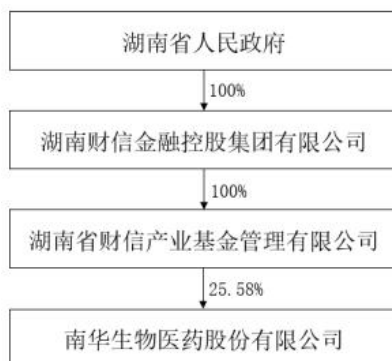 湖南省人民政府
100%
湖南财信金融控股集团有限公司
100%
湖南省财信产业基金管理有限公司
25.58%
南华生物医药股份有限公司